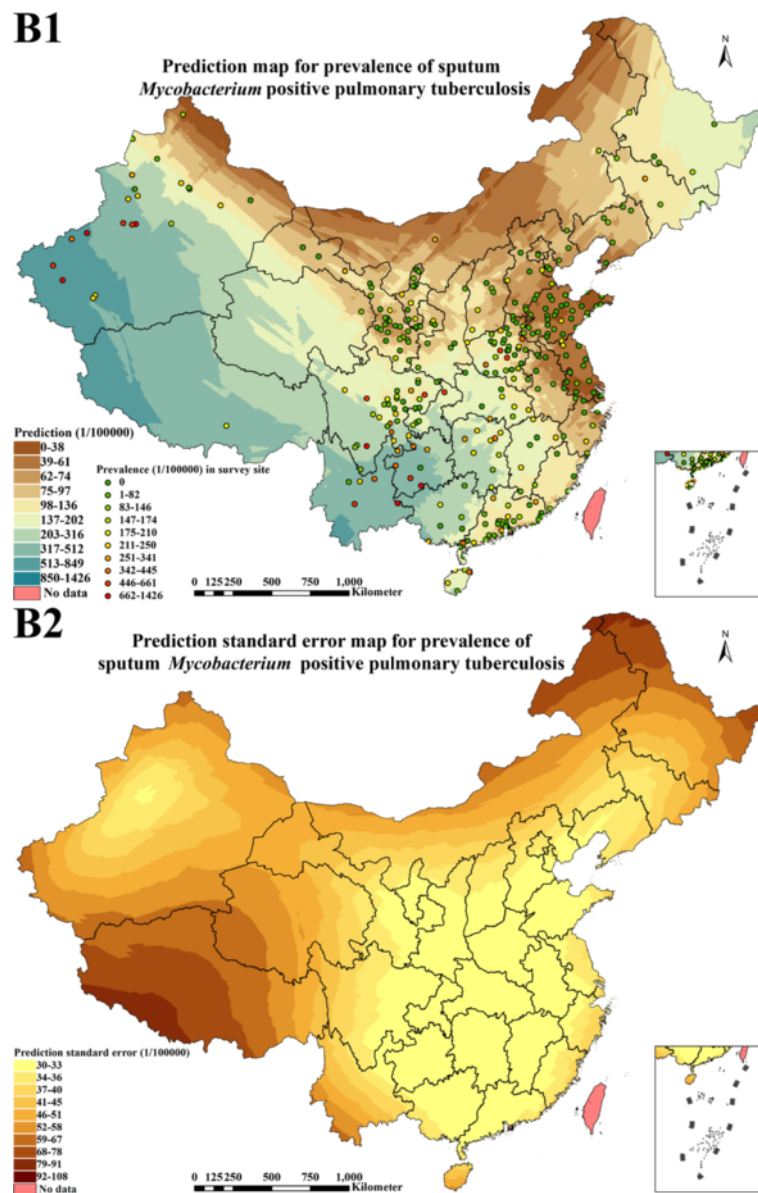 B1
N
Prediction map for prevalence of sputum
Mycobacterium positive pulmonary tuberculosis
Prediction (1/100000)
0-38
39-61
62-74
75-97
98-136
137-202
203-316
317-512
513-849
850-1426
No data
Prevalence (1/100000) in survey site
0
1-82
83-146
147-174
175-210
211-250
251-341
342-445
446-661
662-1426
0 125 250 500 750 1,000
Kilometer
B2
N
Prediction standard error map for prevalence of
sputum Mycobacterium positive pulmonary tuberculosis
Prediction standard error (1/100000)
30-33
34-36
37-40
41-45
46-51
52-58
59-67
68-78
79-91
92-108
No data
0 125 250 500 750 1,000
Kilometer